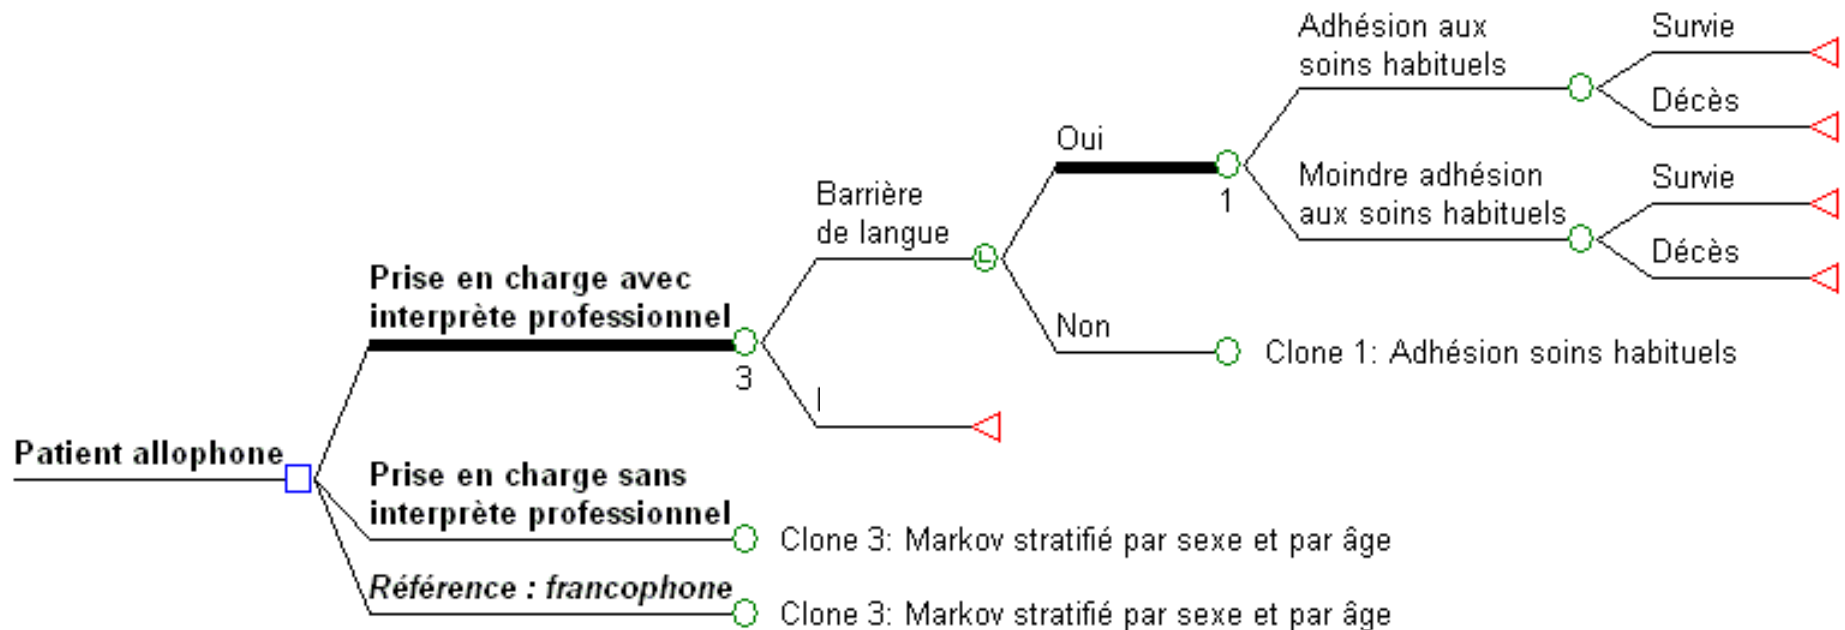 Adhésion aux
soins habituels
Survie
Décès
Oui
1
Moindre adhésion
aux soins habituels
Survie
Décès
Barrière
de langue
L
Non
Clone 1: Adhésion soins habituels
Prise en charge avec
interprète professionnel
3
Patient allophone
Prise en charge sans
interprète professionnel
Clone 3: Markov stratifié par sexe et par âge
Référence : francophone
Clone 3: Markov stratifié par sexe et par âge